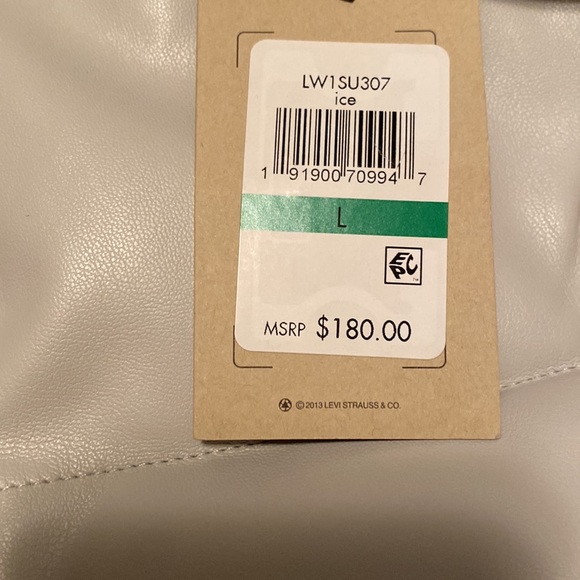 LW1SU307
ice
1 91900 70994 7
L
EPC
MSRP $180.00
© 2013 LEVI STRAUSS & CO.